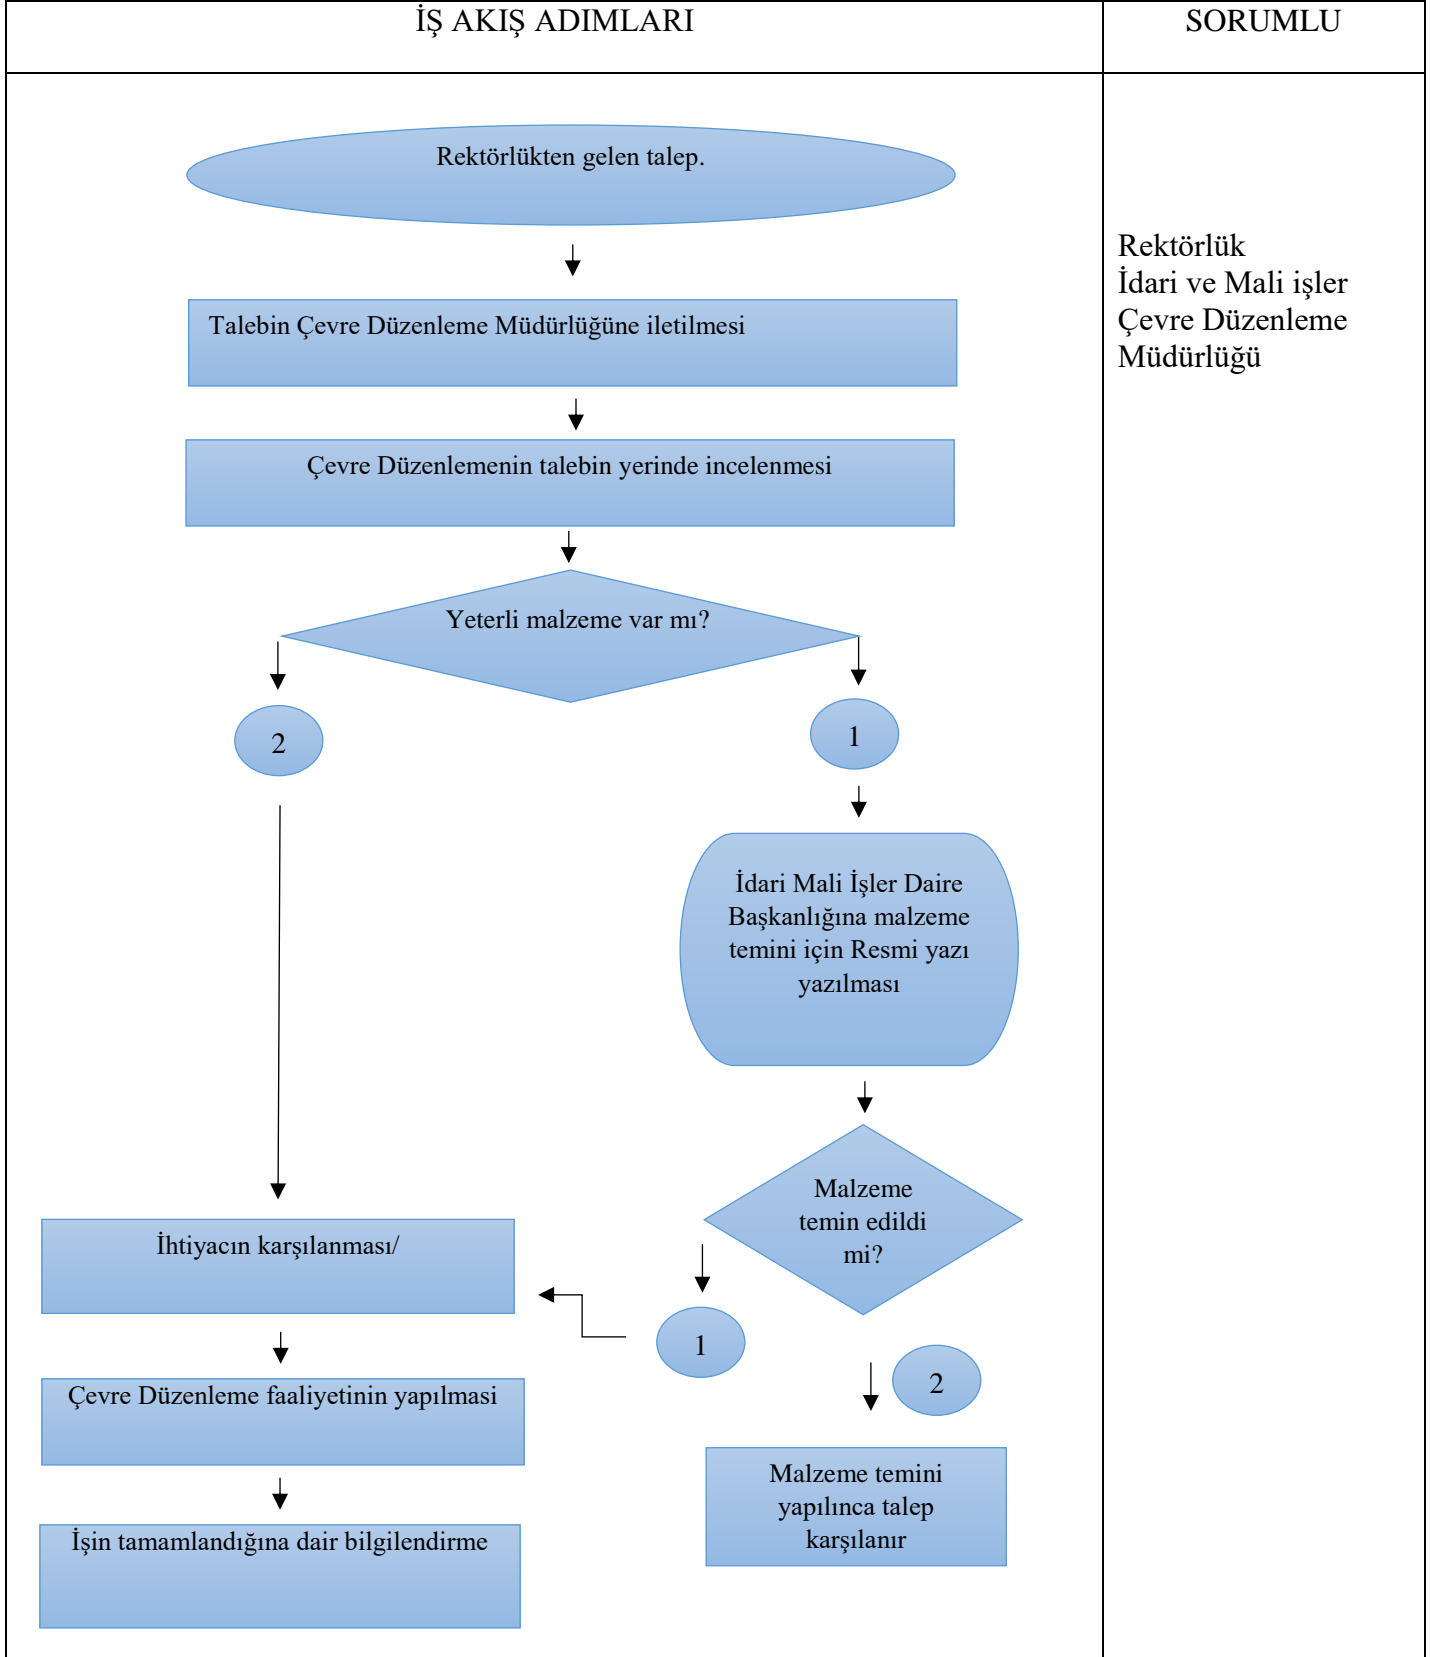 İŞ AKIŞ ADIMLARI
SORUMLU
Rektörlükten gelen talep.
Rektörlük
İdari ve Mali işler
Çevre Düzenleme
Müdürlüğü
Talebin Çevre Düzenleme Müdürlüğüne iletilmesi
Çevre Düzenlemenin talebin yerinde incelenmesi
Yeterli malzeme var mı?
2
1
İdari Mali İşler Daire
Başkanlığına malzeme
temini için Resmi yazı
yazılması
Malzeme
temin edildi
mi?
İhtiyacın karşılanması/
1
2
Çevre Düzenleme faaliyetinin yapılmasi
Malzeme temini
yapılınca talep
karşılanır
İşin tamamlandığına dair bilgilendirme